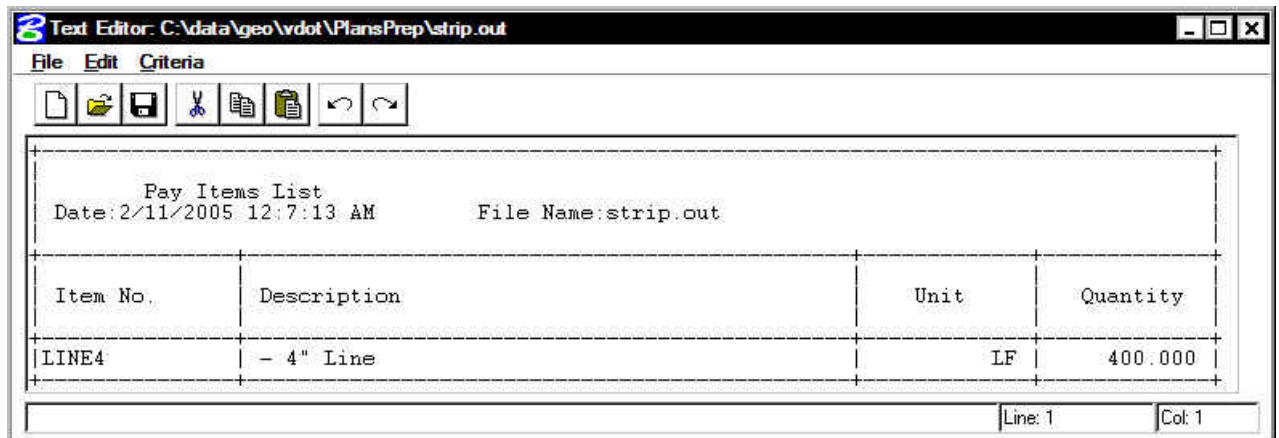 Text Editor: C:\data\geo\vdot\PlansPrep\strip.out
File Edit Criteria
Pay Items List
Date:2/11/2005 12:7:13 AM File Name:strip.out
Item No. Description Unit Quantity
LINE4 - 4" Line LF 400.000
Line: 1 Col: 1